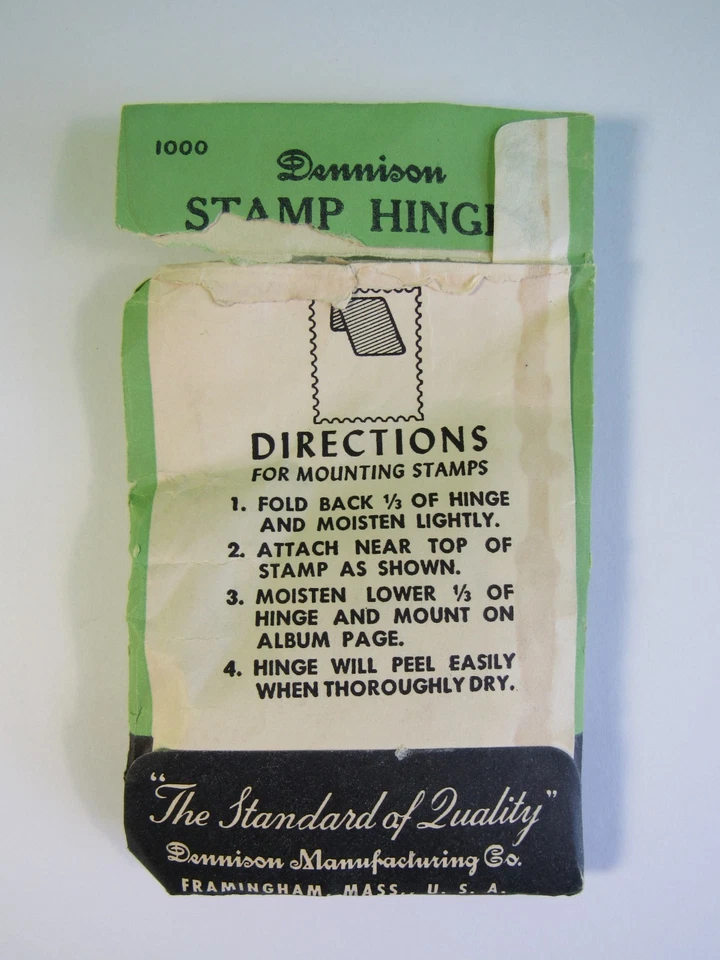 1000
Dennison
STAMP HINGE
DIRECTIONS
FOR MOUNTING STAMPS
1. FOLD BACK ⅓ OF HINGE
AND MOISTEN LIGHTLY.
2. ATTACH NEAR TOP OF
STAMP AS SHOWN.
3. MOISTEN LOWER ⅓ OF
HINGE AND MOUNT ON
ALBUM PAGE.
4. HINGE WILL PEEL EASILY
WHEN THOROUGHLY DRY.
"The Standard of Quality"
Dennison Manufacturing Co.
FRAMINGHAM, MASS., U. S. A.